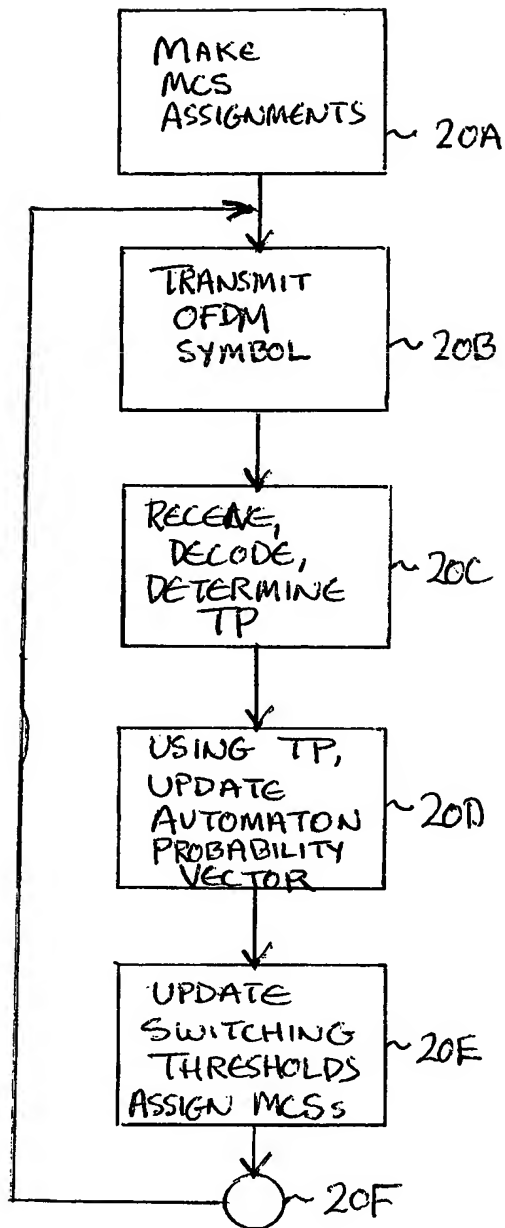 MAKE
MCS
ASSIGNMENTS
20A
TRANSMIT
OFDM
SYMBOL
20B
RECEIVE,
DECODE,
DETERMINE
TP
20C
USING TP,
UPDATE
AUTOMATON
PROBABILITY
VECTOR
20D
UPDATE
SWITCHING
THRESHOLDS
ASSIGN MCSs
20E
20F